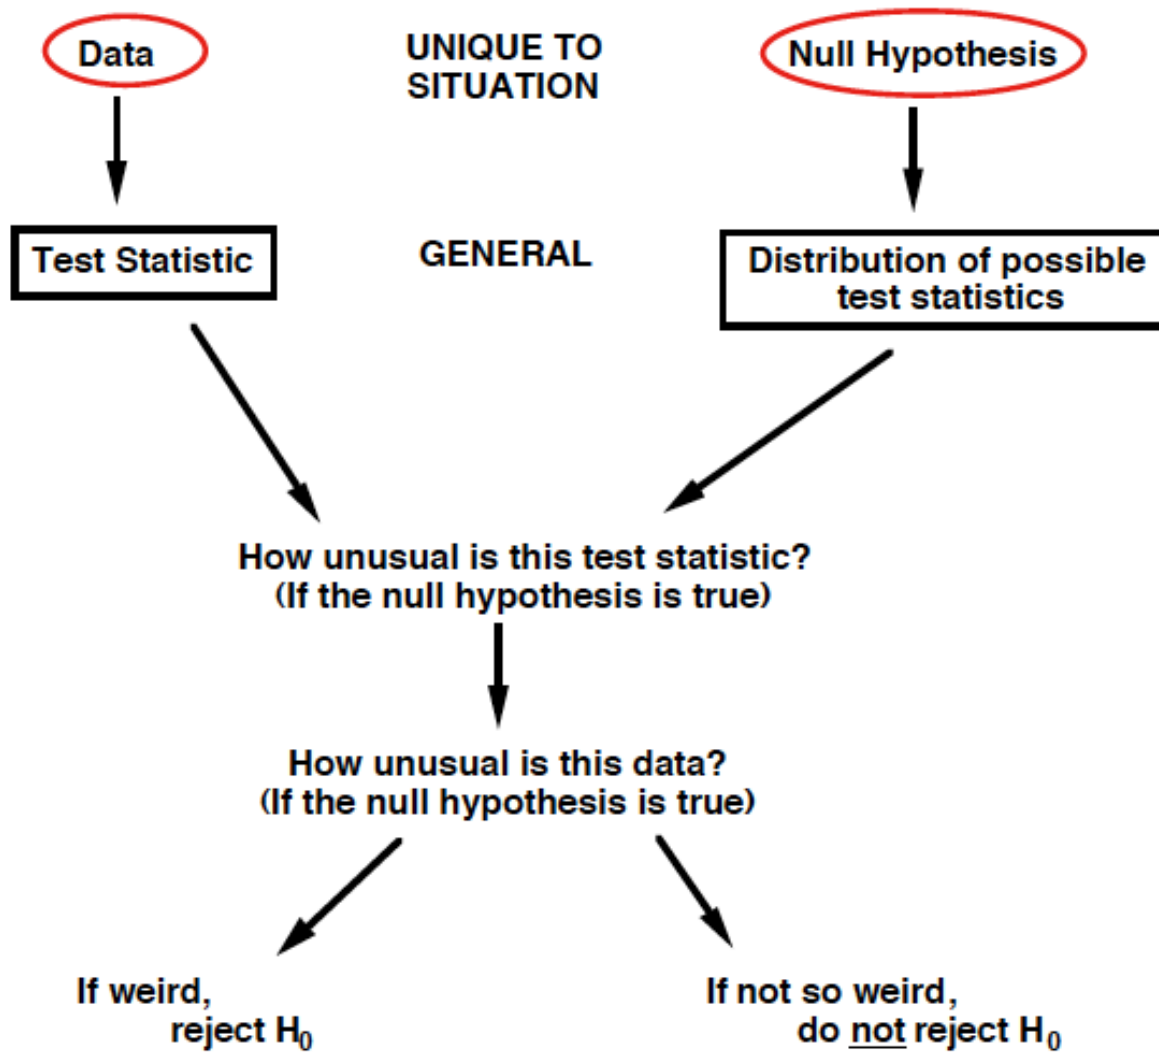 Data
UNIQUE TO
SITUATION
Null Hypothesis
Test Statistic
GENERAL
Distribution of possible
test statistics
How unusual is this test statistic?
(If the null hypothesis is true)
How unusual is this data?
(If the null hypothesis is true)
If weird,
reject H₀
If not so weird,
do not reject H₀